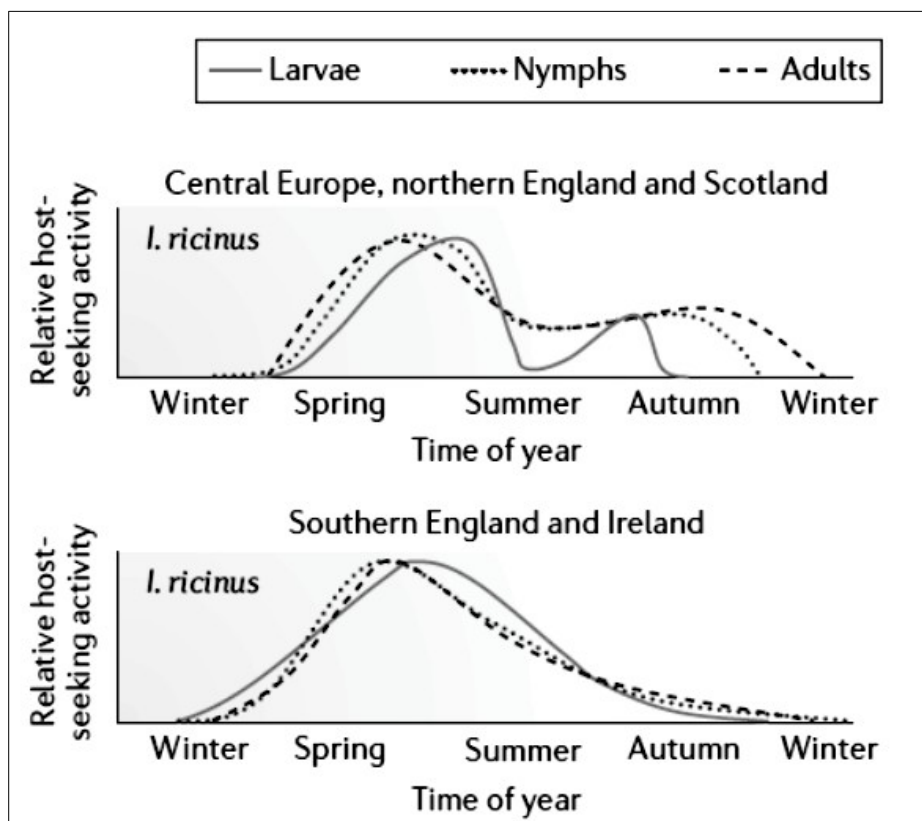 Larvae Nymphs Adults
Central Europe, northern England and Scotland
Relative host-
seeking activity
I. ricinus
Winter Spring Summer Autumn Winter
Time of year
Southern England and Ireland
Relative host-
seeking activity
I. ricinus
Winter Spring Summer Autumn Winter
Time of year